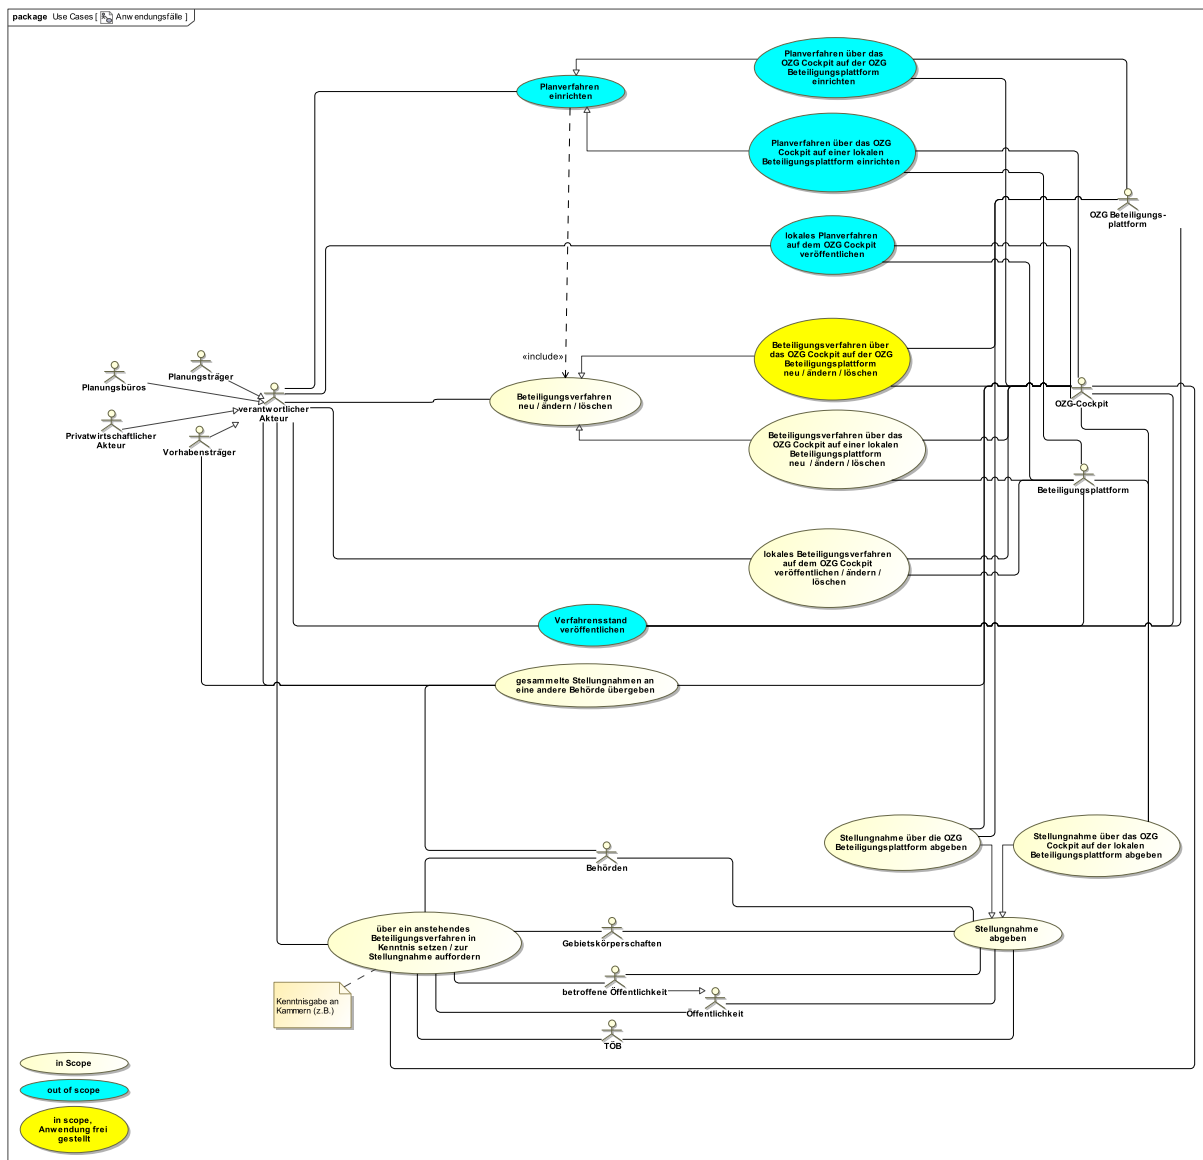 package Use Cases [ Anwendungsfälle ]
Planverfahren über das
OZG Cockpit auf der OZG
Beteiligungsplattform
einrichten
Planverfahren
einrichten
Planverfahren über das OZG
Cockpit auf einer lokalen
Beteiligungsplattform einrichten
OZG Beteiligungs-
plattform
lokales Planverfahren
auf dem OZG Cockpit
veröffentlichen
Beteiligungsverfahren über
das OZG Cockpit auf der OZG
Beteiligungsplattform
neu / ändern / löschen
«include»
Planungsträger
Planungsbüros
verantwortlicher
Akteur
Privatwirtschaftlicher
Akteur
Vorhabensträger
Beteiligungsverfahren
neu / ändern / löschen
OZG-Cockpit
Beteiligungsverfahren über das
OZG Cockpit auf einer lokalen
Beteiligungsplattform
neu / ändern / löschen
Beteiligungsplattform
lokales Beteiligungsverfahren
auf dem OZG Cockpit
veröffentlichen / ändern /
löschen
Verfahrensstand
veröffentlichen
gesammelte Stellungnahmen an
eine andere Behörde übergeben
Stellungnahme über die OZG
Beteiligungsplattform abgeben
Stellungnahme über das OZG
Cockpit auf der lokalen
Beteiligungsplattform abgeben
Behörden
über ein anstehendes
Beteiligungsverfahren in
Kenntnis setzen / zur
Stellungnahme auffordern
Gebietskörperschaften
Stellungnahme
abgeben
betroffene Öffentlichkeit
Öffentlichkeit
Kenntnisgabe an
Kammern (z.B.)
TÖB
in Scope
out of scope
in scope,
Anwendung frei
gestellt